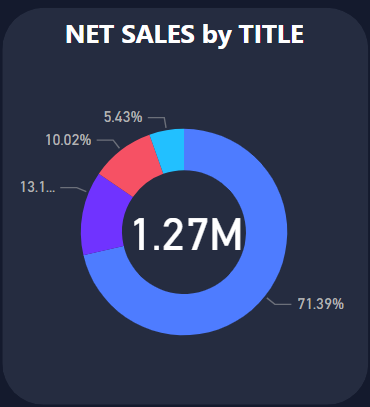 NET SALES by TITLE
5.43%
10.02%
13.1...
1.27M
71.39%